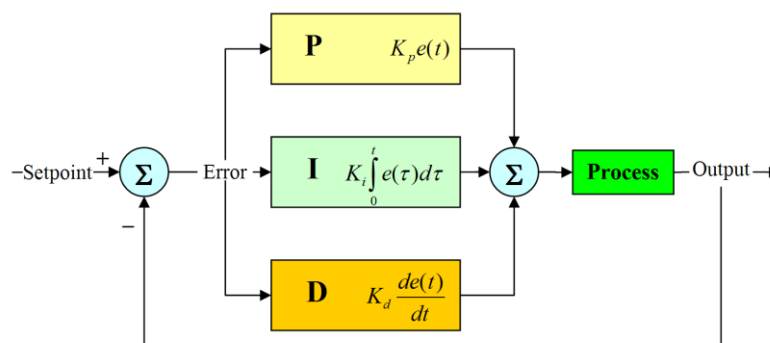 P K_p e(t)
–Setpoint + Σ Error I K_i ∫_0^t e(τ)dτ Σ Process Output
−
D K_d de(t)/dt